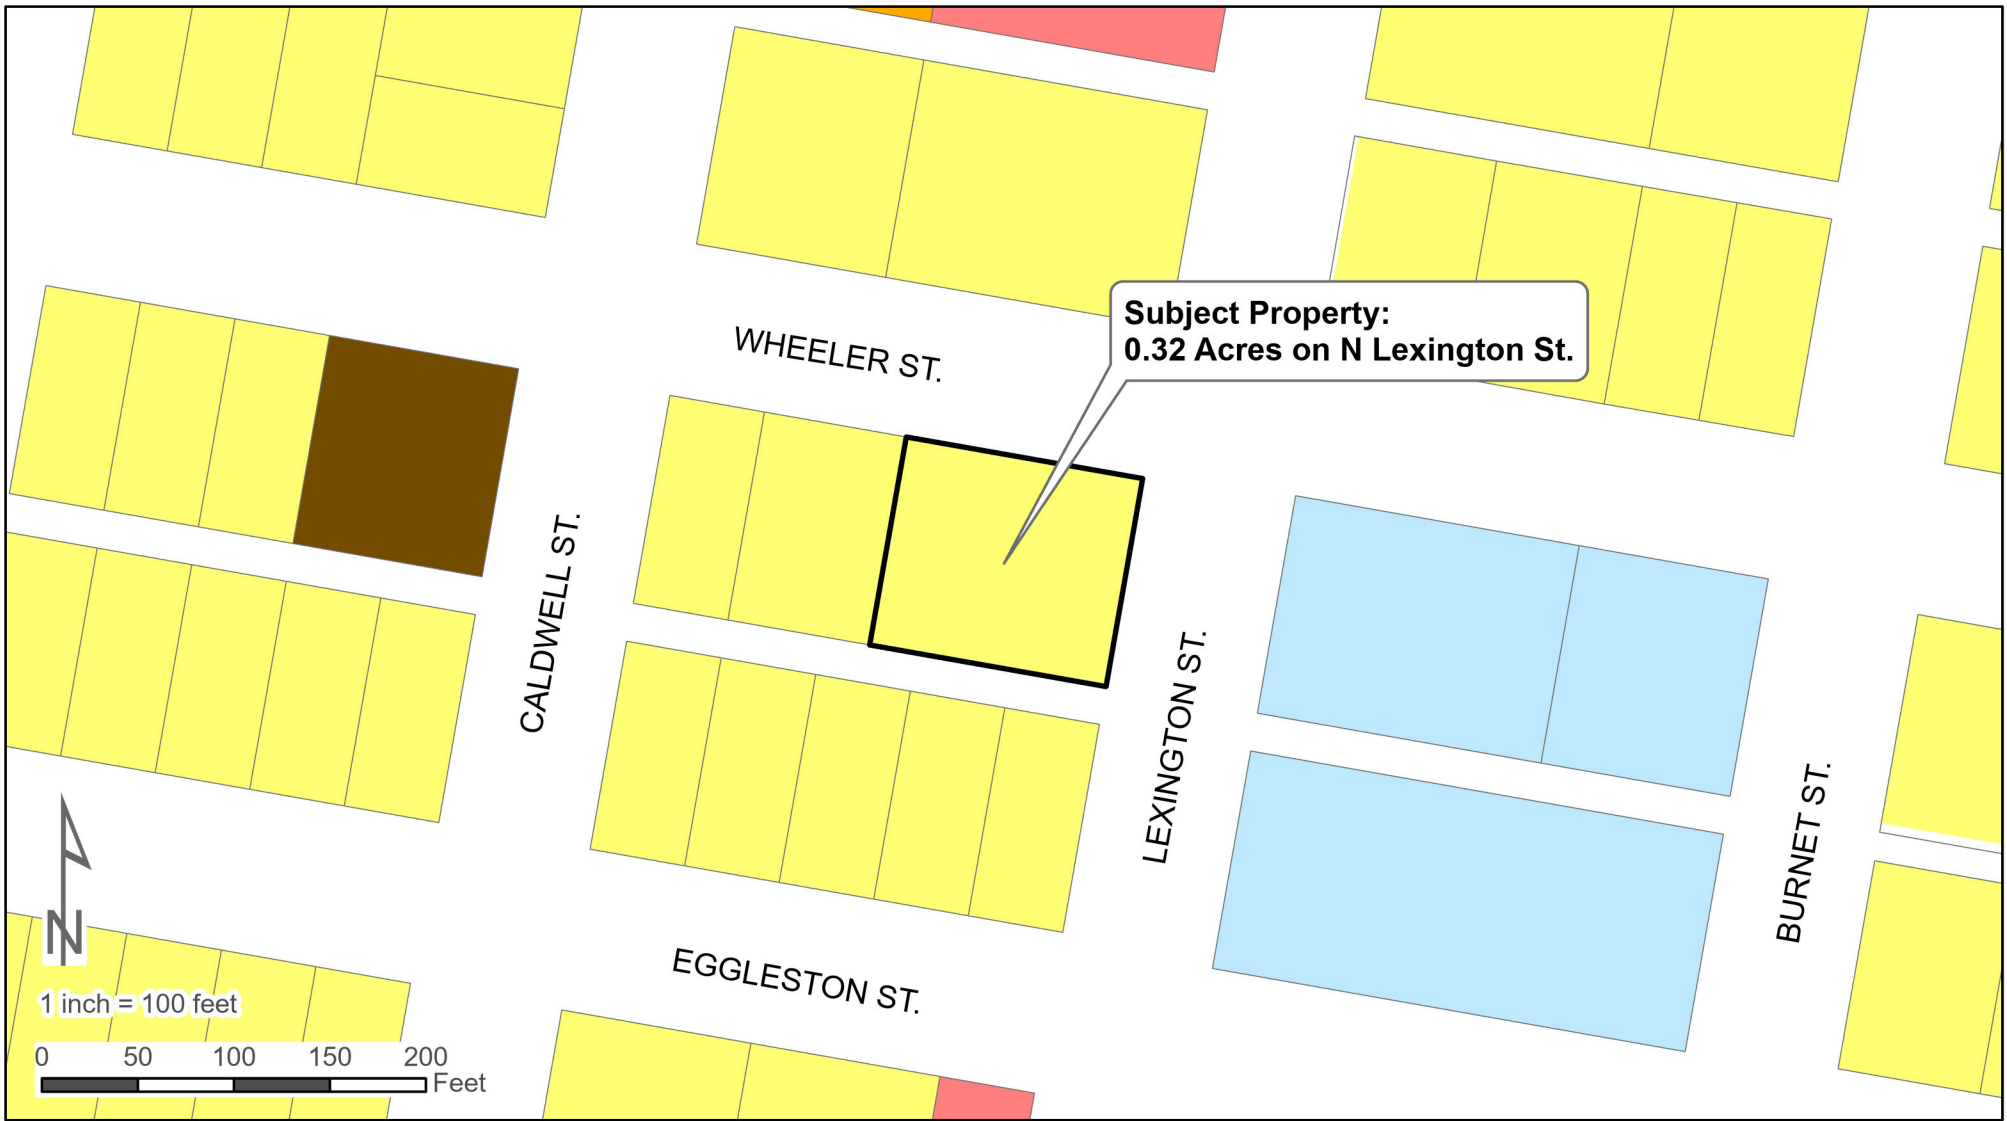 WHEELER ST.
Subject Property:
0.32 Acres on N Lexington St.
CALDWELL ST.
LEXINGTON ST.
BURNET ST.
EGGLESTON ST.
N
1 inch = 100 feet
0 50 100 150 200
Feet